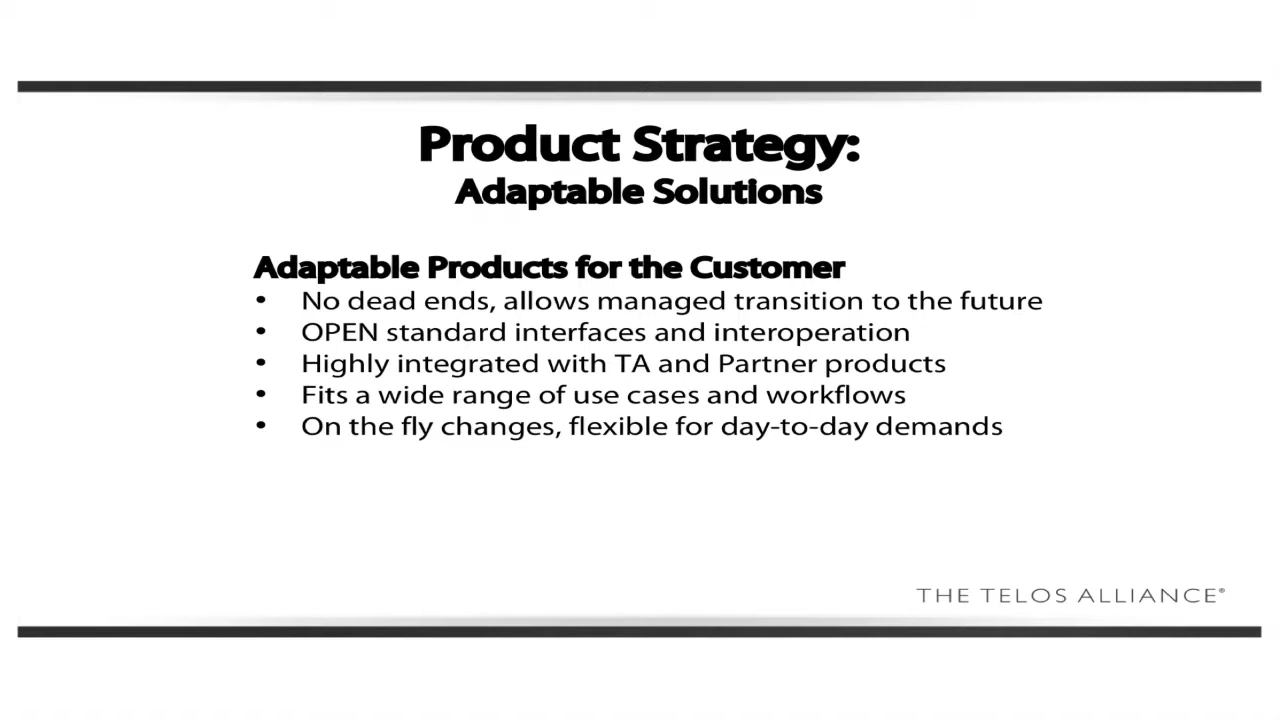 Product Strategy:
Adaptable Solutions
Adaptable Products for the Customer
• No dead ends, allows managed transition to the future
• OPEN standard interfaces and interoperation
• Highly integrated with TA and Partner products
• Fits a wide range of use cases and workflows
• On the fly changes, flexible for day-to-day demands
THE TELOS ALLIANCE®